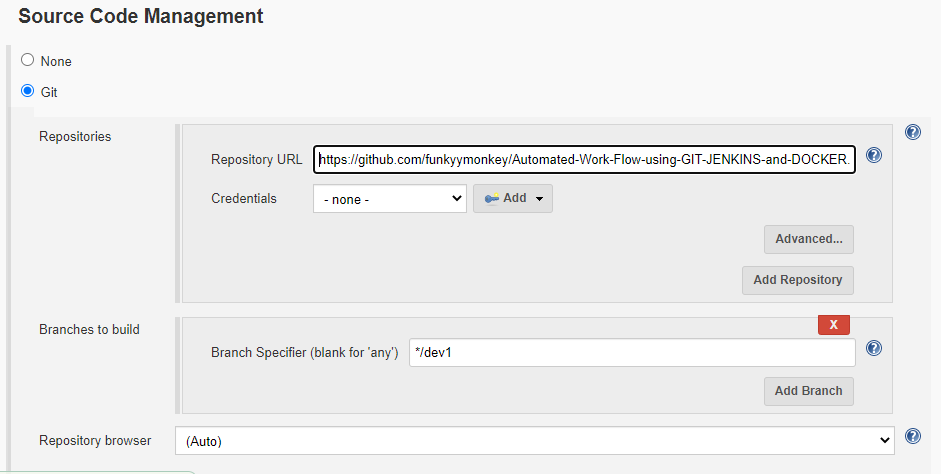 Source Code Management
None
Git
Repositories
Repository URL https://github.com/funkyymonkey/Automated-Work-Flow-using-GIT-JENKINS-and-DOCKER.
Credentials - none - Add
Advanced...
Add Repository
Branches to build
X
Branch Specifier (blank for 'any') */dev1
Add Branch
Repository browser (Auto)